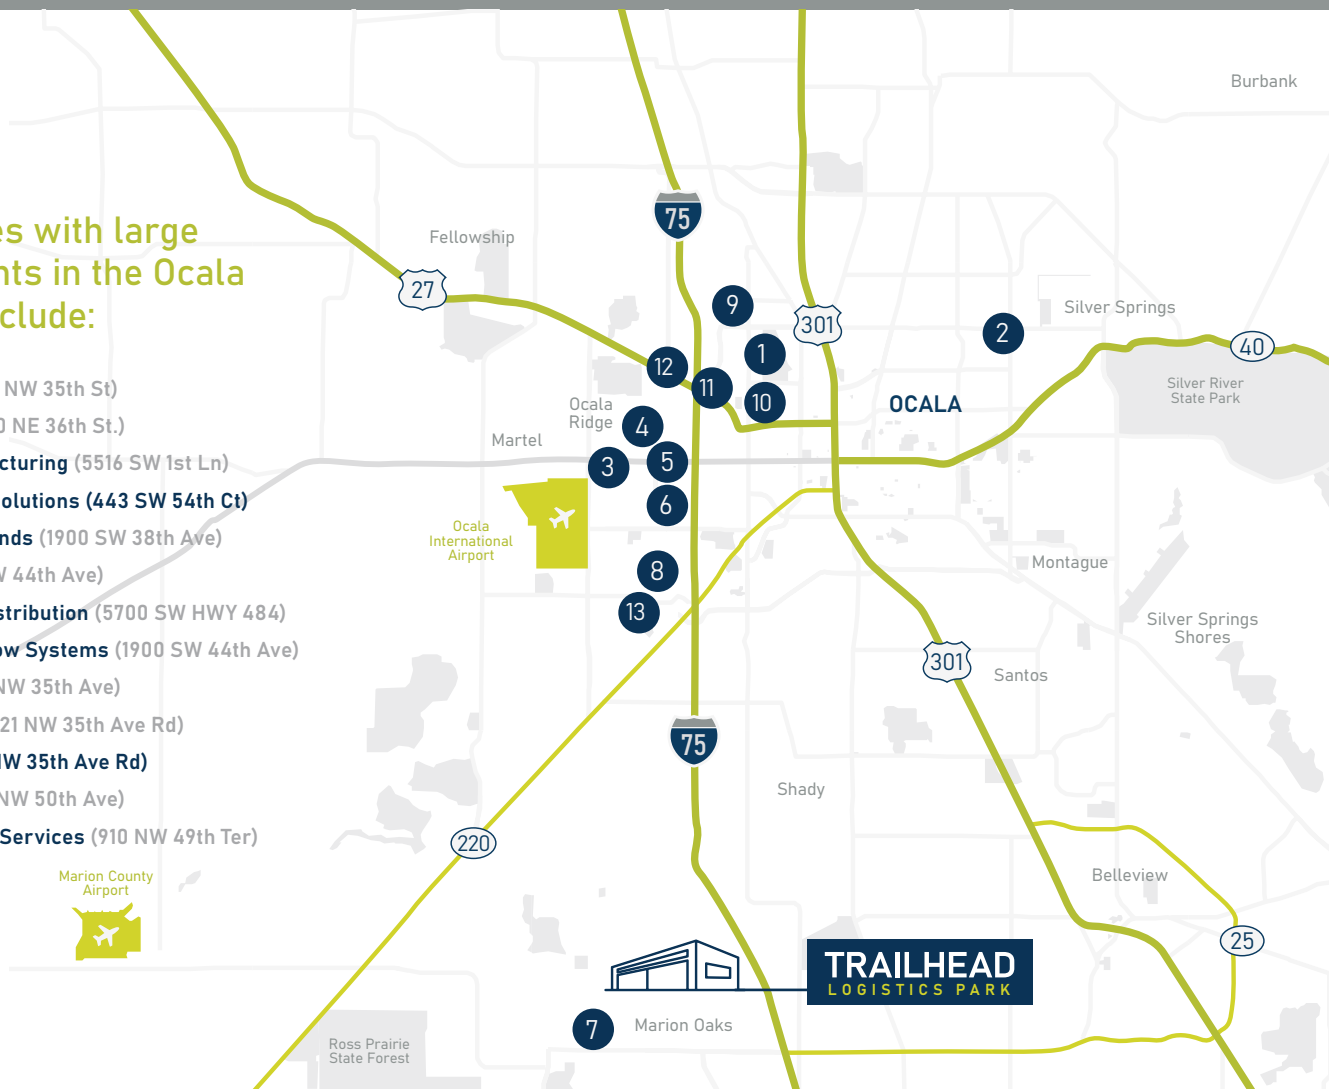 es with large
nts in the Ocala
clude:
NW 35th St)
0 NE 36th St.)
cturing (5516 SW 1st Ln)
olutions (443 SW 54th Ct)
nds (1900 SW 38th Ave)
W 44th Ave)
stribution (5700 SW HWY 484)
ow Systems (1900 SW 44th Ave)
NW 35th Ave)
21 NW 35th Ave Rd)
NW 35th Ave Rd)
NW 50th Ave)
Services (910 NW 49th Ter)
Marion County
Airport
Burbank
75
Fellowship
27
9
301
Silver Springs
2
40
1
12
11
10
Silver River
State Park
OCALA
Ocala
Ridge
4
Martel
3
5
6
Ocala
International
Airport
8
13
Montague
Silver Springs
Shores
301
Santos
75
Shady
220
Belleview
25
TRAILHEAD
LOGISTICS PARK
7
Marion Oaks
Ross Prairie
State Forest